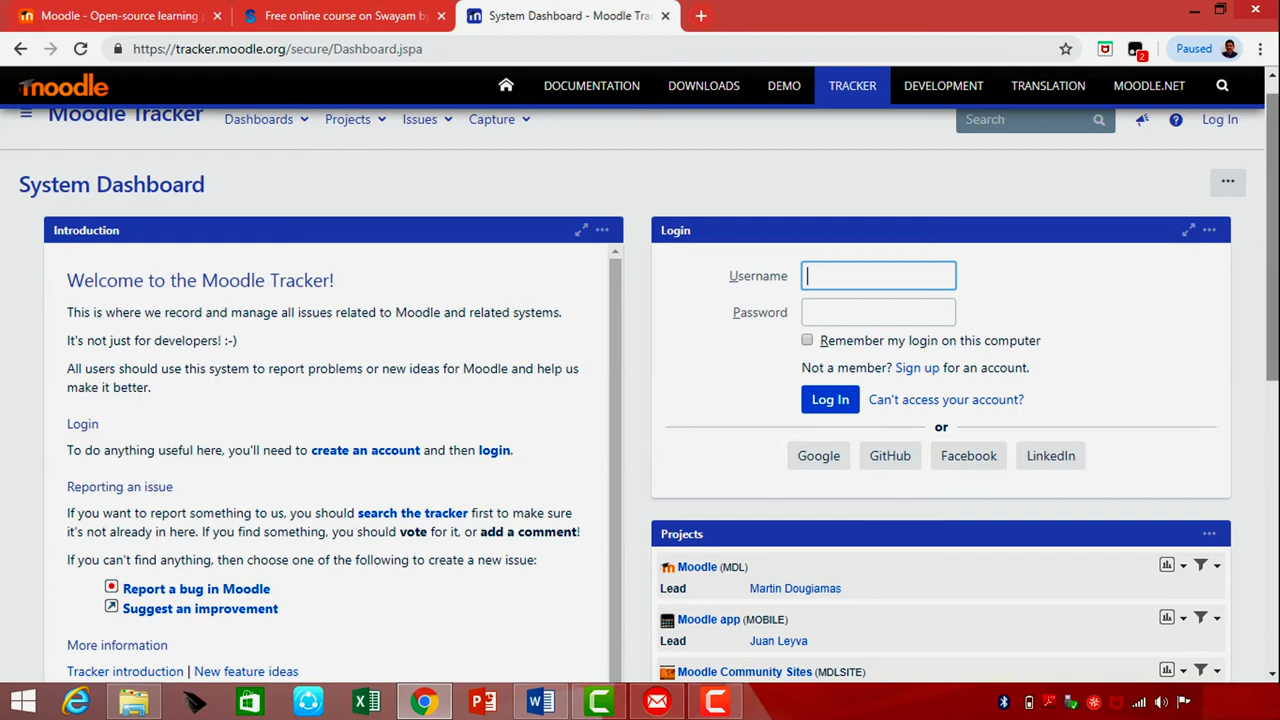 Moodle - Open-source learning
Free online course on Swayam by
System Dashboard - Moodle Trac
https://tracker.moodle.org/secure/Dashboard.jspa
2
Paused
moodle
DOCUMENTATION
DOWNLOADS
DEMO
TRACKER
DEVELOPMENT
TRANSLATION
MOODLE.NET
Moodle Tracker
Dashboards
Projects
Issues
Capture
Search
Log In
System Dashboard
Introduction
Welcome to the Moodle Tracker!
This is where we record and manage all issues related to Moodle and related systems.
It's not just for developers! :-)
All users should use this system to report problems or new ideas for Moodle and help us
make it better.
Login
To do anything useful here, you'll need to create an account and then login.
Reporting an issue
If you want to report something to us, you should search the tracker first to make sure
it's not already in here. If you find something, you should vote for it, or add a comment!
If you can't find anything, then choose one of the following to create a new issue:
Report a bug in Moodle
Suggest an improvement
More information
Tracker introduction | New feature ideas
Login
Username
Password
Remember my login on this computer
Not a member? Sign up for an account.
Log In
Can't access your account?
or
Google
GitHub
Facebook
LinkedIn
Projects
Moodle (MDL)
Lead Martin Dougiamas
Moodle app (MOBILE)
Lead Juan Leyva
Moodle Community Sites (MDLSITE)